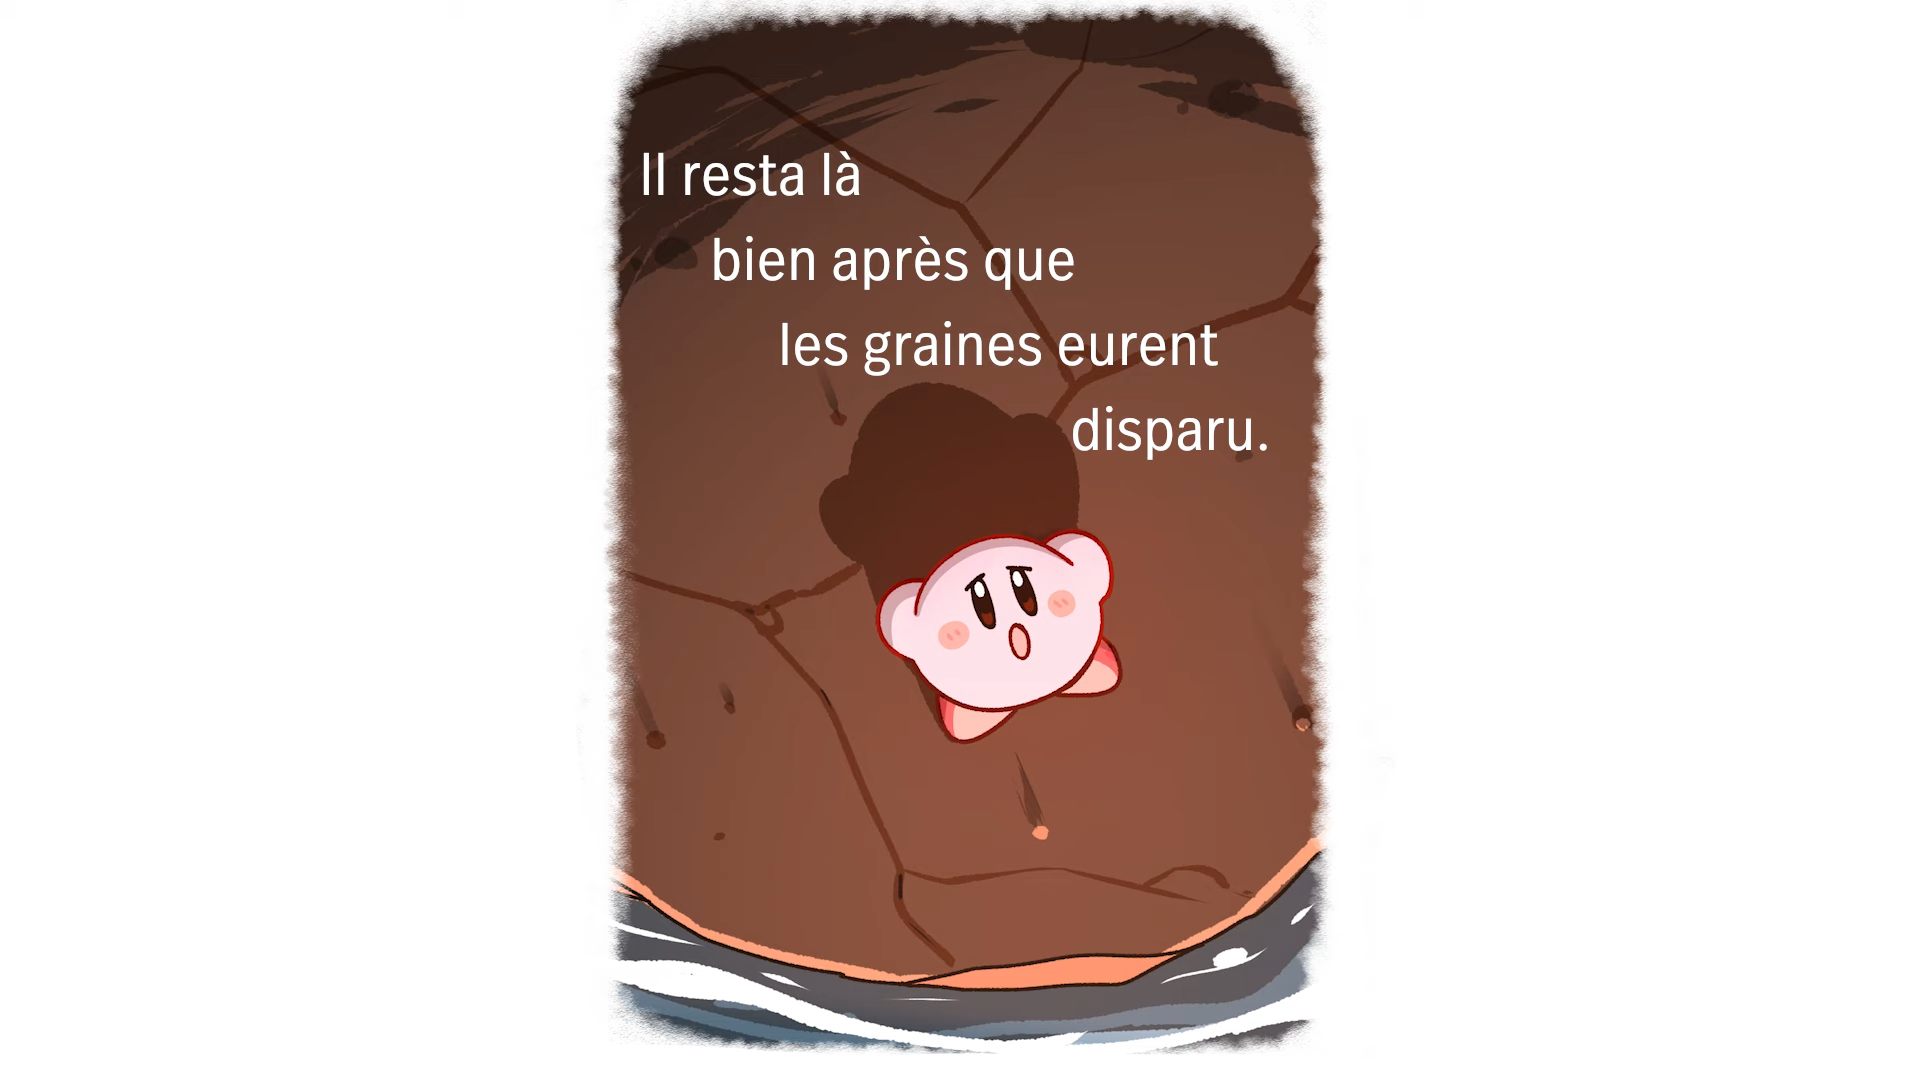 Il resta là
bien après que
les graines eurent
disparu.